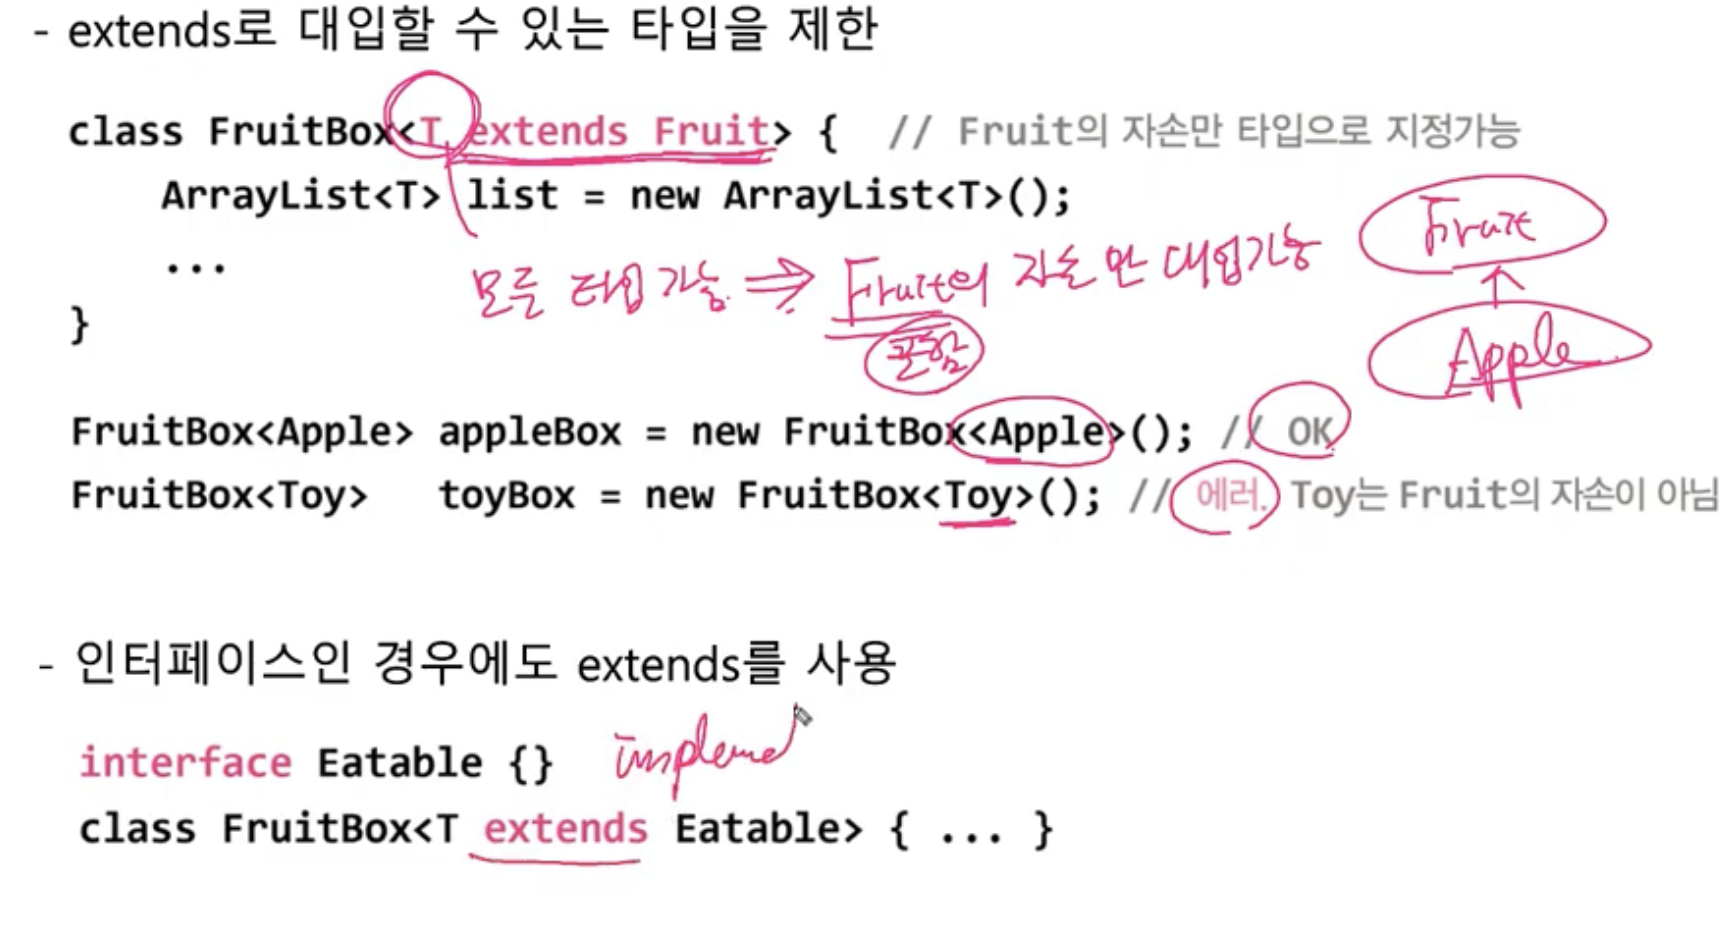 - extends로 대입할 수 있는 타입을 제한
class FruitBox<T extends Fruit> {   // Fruit의 자손만 타입으로 지정가능
ArrayList<T> list = new ArrayList<T>();
...
모든 타입 가능 ⇒ Fruit의 자손만 대입가능
포함
Fruit
↑
Apple
}
FruitBox<Apple> appleBox = new FruitBox<Apple>(); // OK
FruitBox<Toy>   toyBox = new FruitBox<Toy>(); // 에러. Toy는 Fruit의 자손이 아님
- 인터페이스인 경우에도 extends를 사용
interface Eatable {}
class FruitBox<T extends Eatable> { ... }